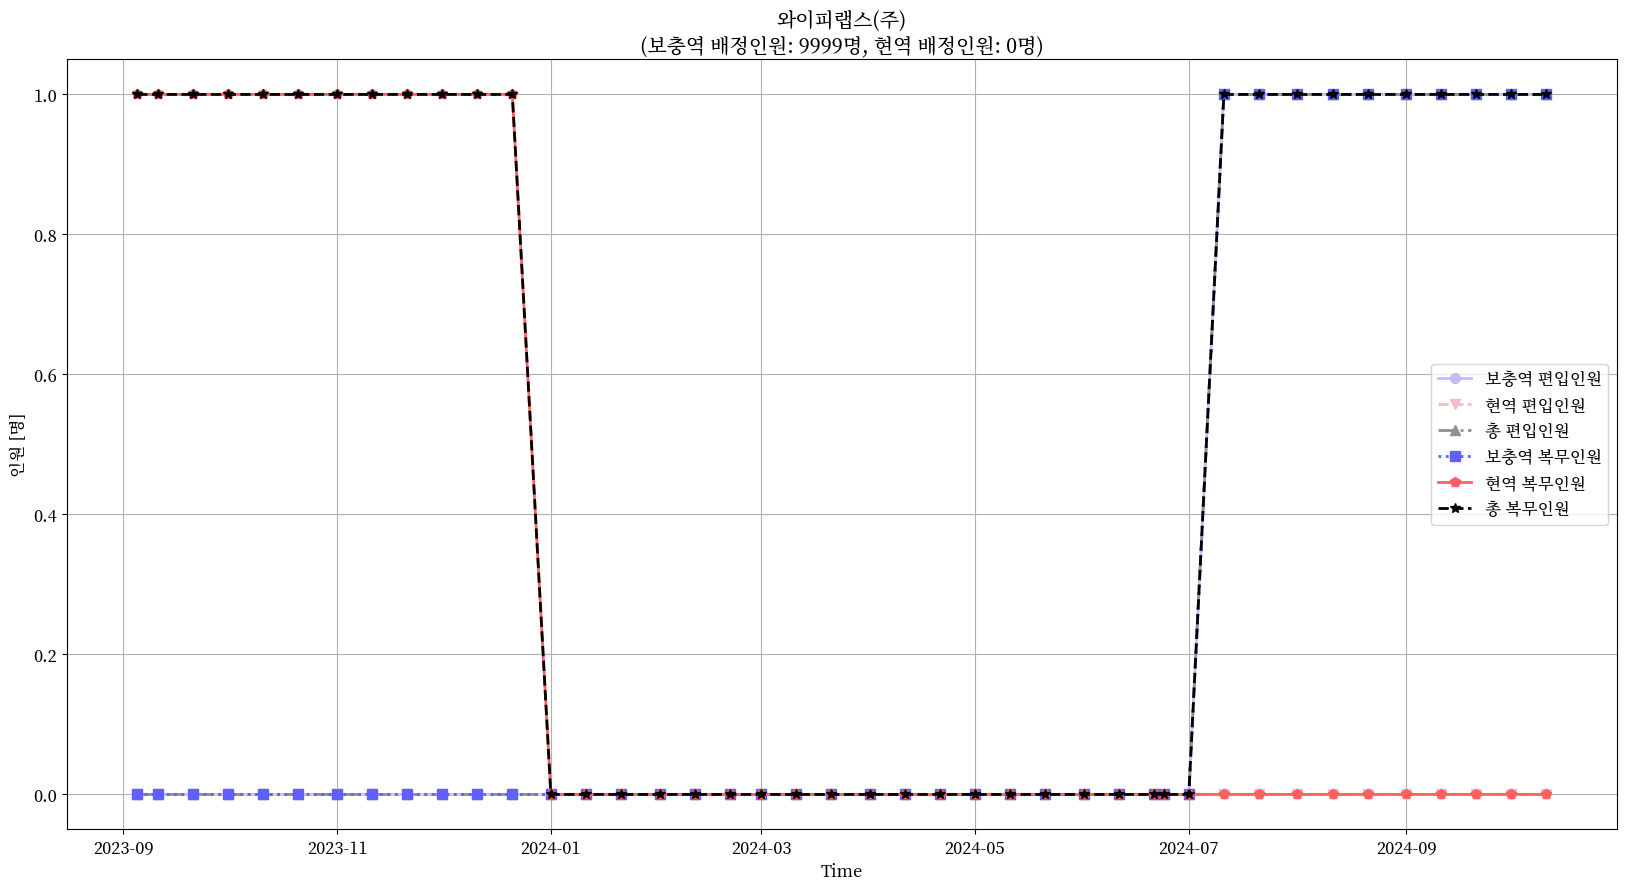 와이피랩스(주)
(보충역 배정인원: 9999명, 현역 배정인원: 0명)
1.0
0.8
0.6
0.4
0.2
0.0
인원 [명]
보충역 편입인원
현역 편입인원
총 편입인원
보충역 복무인원
현역 복무인원
총 복무인원
2023-09
2023-11
2024-01
2024-03
2024-05
2024-07
2024-09
Time